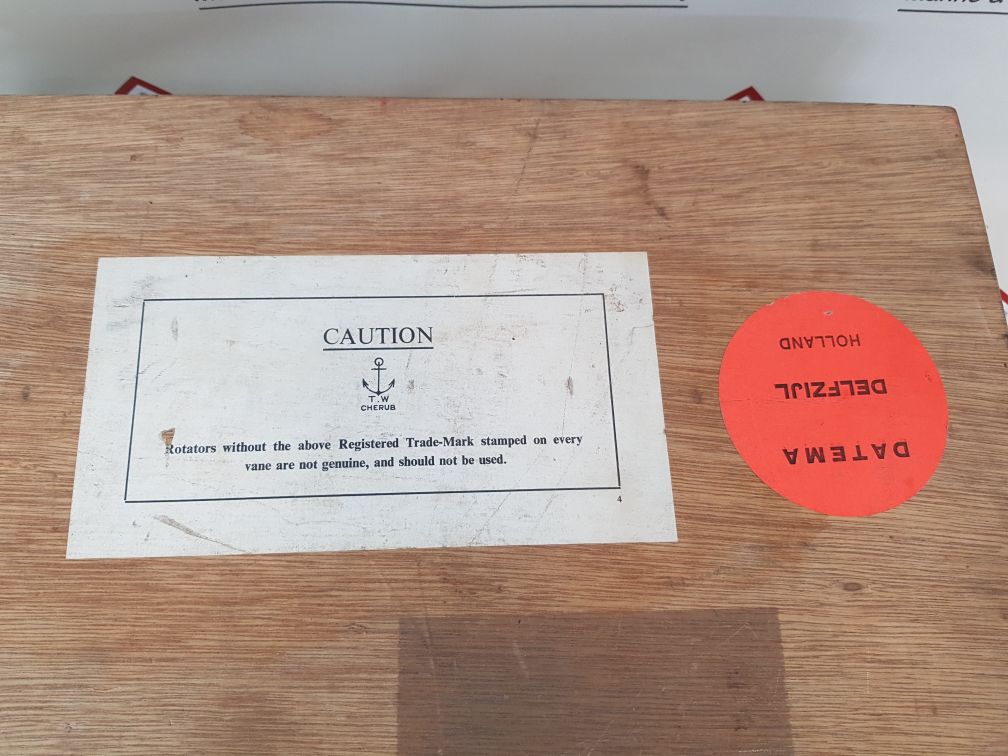 CAUTION
T.W
CHERUB
Rotators without the above Registered Trade-Mark stamped on every
vane are not genuine, and should not be used.
4
DATEMA
DELFZIJL
HOLLAND